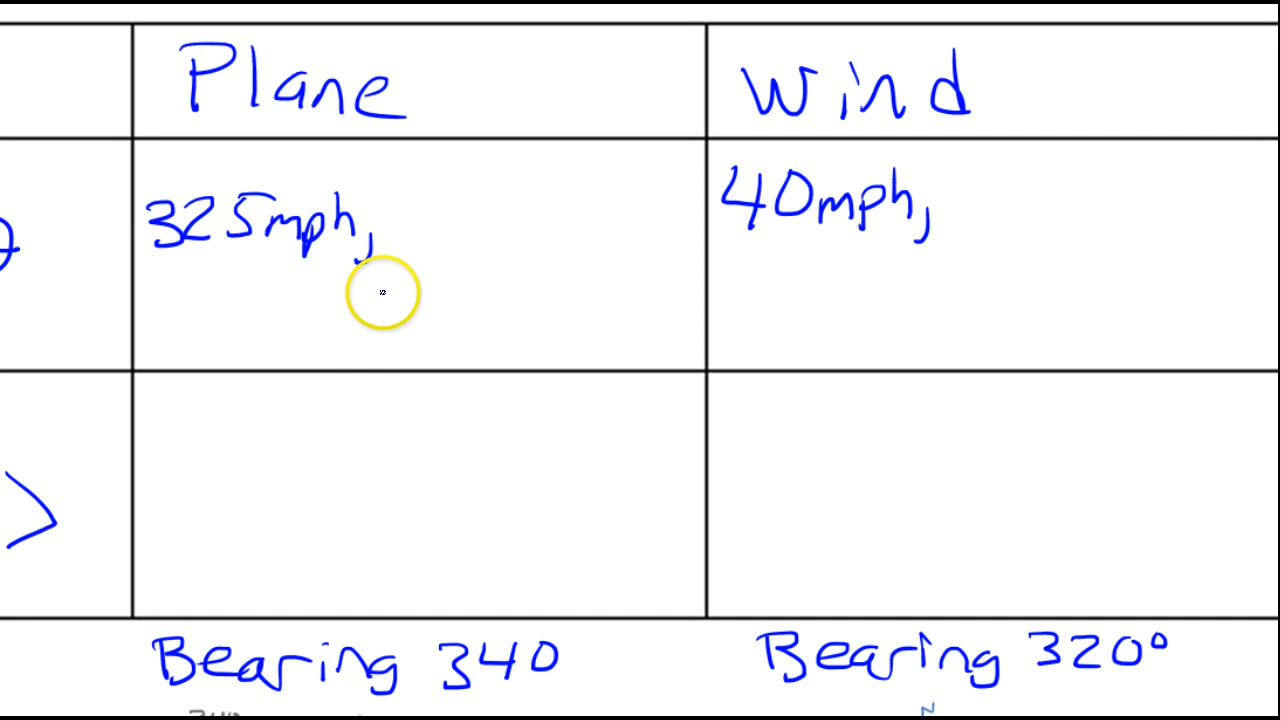 Plane
Wind
325mph,
40mph,
>
Bearing 340
Bearing 320°
N